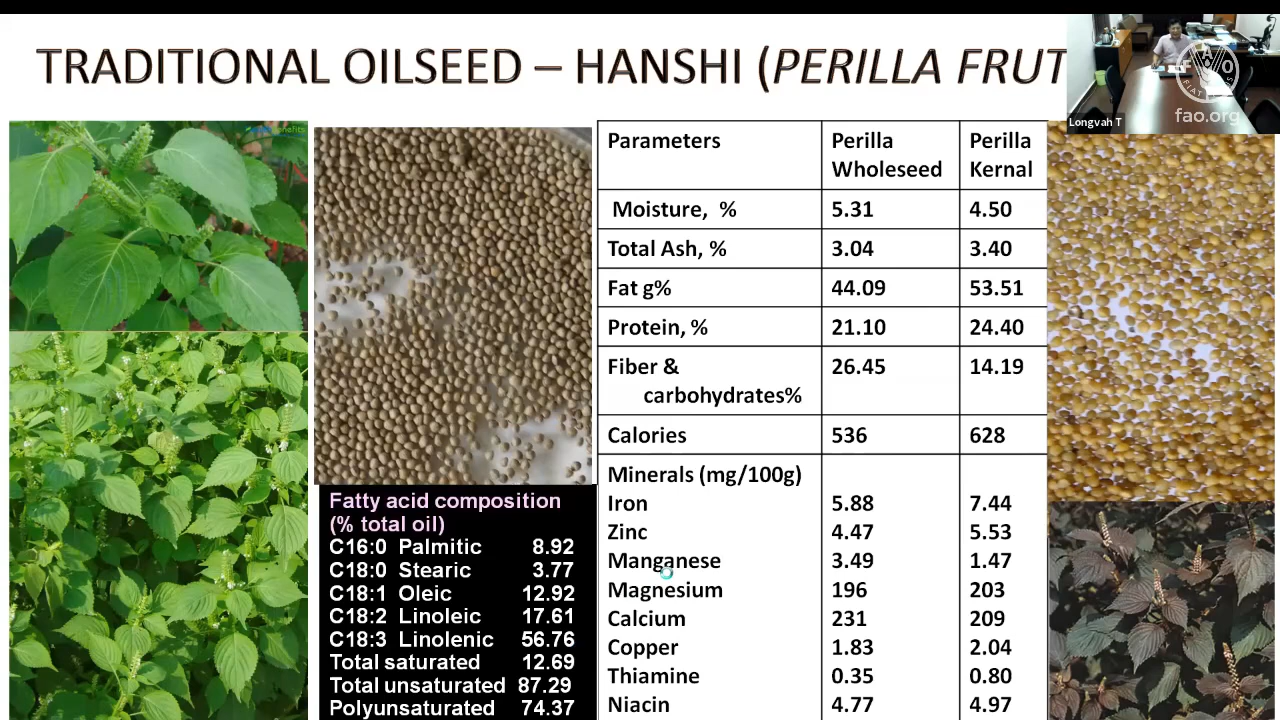 TRADITIONAL OILSEED – HANSHI (PERILLA FRUT
F O
FIAT PANIS
fao.org
Longvah T
Parameters Perilla Wholeseed Perilla Kernal
Moisture, % 5.31 4.50
Total Ash, % 3.04 3.40
Fat g% 44.09 53.51
Protein, % 21.10 24.40
Fiber & carbohydrates% 26.45 14.19
Calories 536 628
Minerals (mg/100g)
Iron 5.88 7.44
Zinc 4.47 5.53
Manganese 3.49 1.47
Magnesium 196 203
Calcium 231 209
Copper 1.83 2.04
Thiamine 0.35 0.80
Niacin 4.77 4.97
Fatty acid composition
(% total oil)
C16:0 Palmitic 8.92
C18:0 Stearic 3.77
C18:1 Oleic 12.92
C18:2 Linoleic 17.61
C18:3 Linolenic 56.76
Total saturated 12.69
Total unsaturated 87.29
Polyunsaturated 74.37